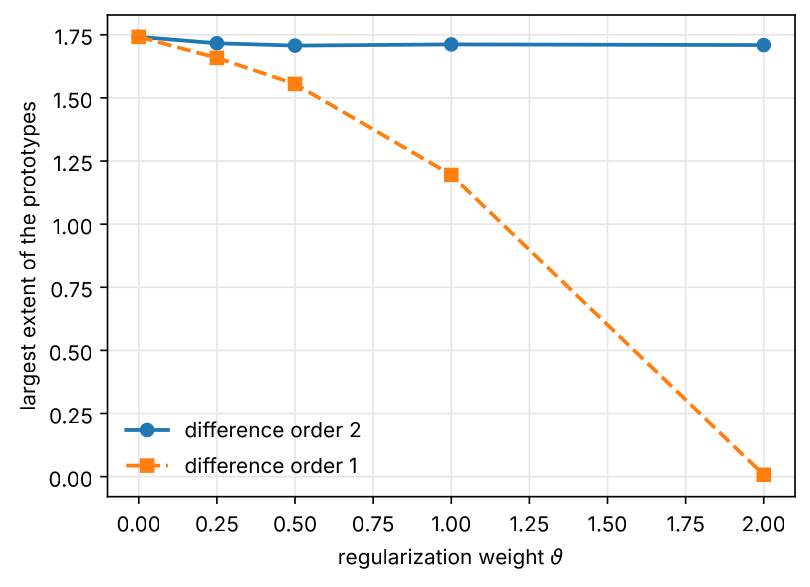 largest extent of the prototypes
1.75
1.50
1.25
1.00
0.75
0.50
0.25
0.00
difference order 2
difference order 1
0.00 0.25 0.50 0.75 1.00 1.25 1.50 1.75 2.00
regularization weight ϑ